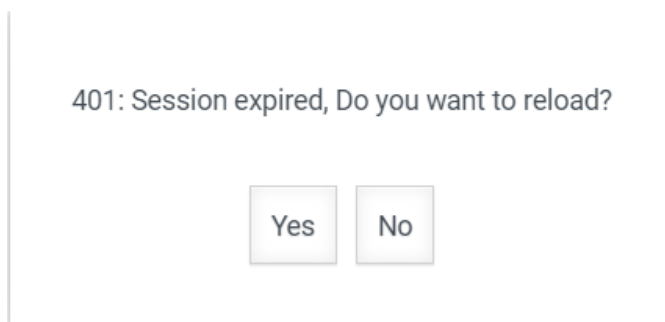 401: Session expired, Do you want to reload?
Yes No